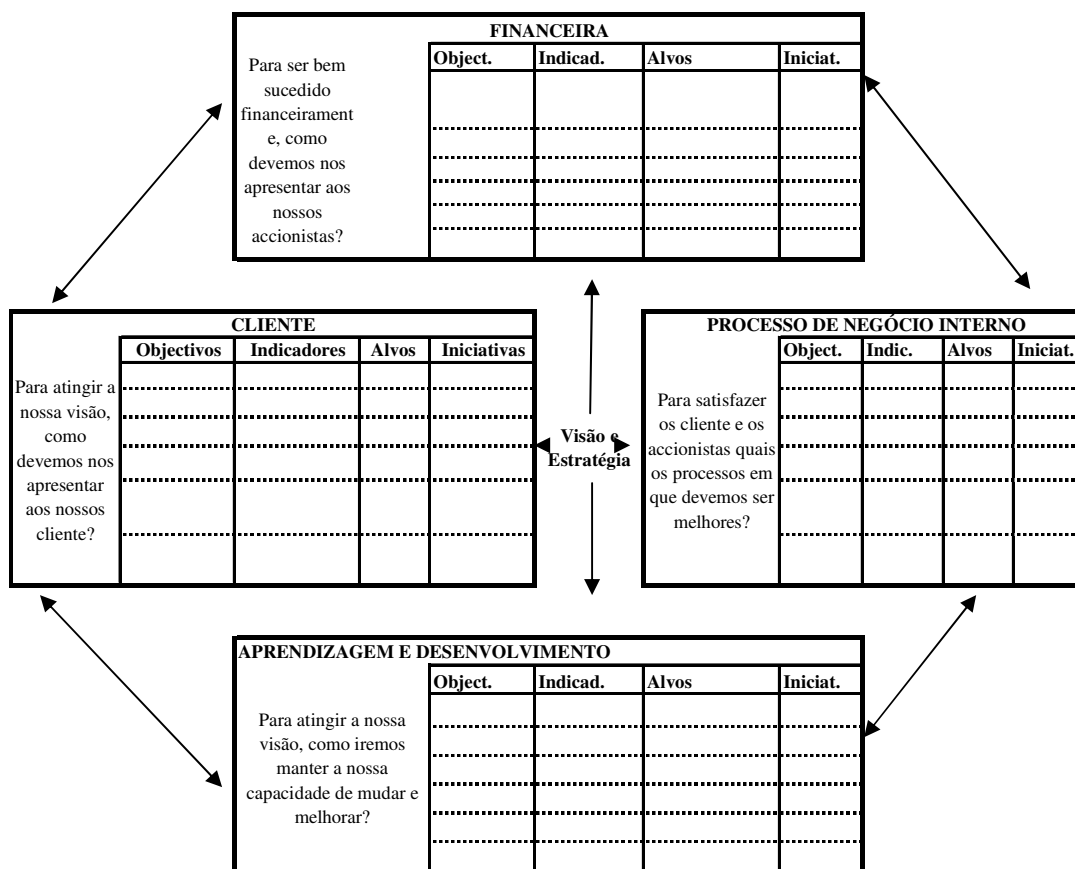 FINANCEIRA
Object. Indicad. Alvos Iniciat.
Para ser bem
sucedido
financeirament
e, como
devemos nos
apresentar aos
nossos
accionistas?
CLIENTE
Objectivos Indicadores Alvos Iniciativas
Para atingir a
nossa visão,
como
devemos nos
apresentar
aos nossos
cliente?
Visão e
Estratégia
PROCESSO DE NEGÓCIO INTERNO
Object. Indic. Alvos Iniciat.
Para satisfazer
os cliente e os
accionistas quais
os processos em
que devemos ser
melhores?
APRENDIZAGEM E DESENVOLVIMENTO
Object. Indicad. Alvos Iniciat.
Para atingir a nossa
visão, como iremos
manter a nossa
capacidade de mudar e
melhorar?